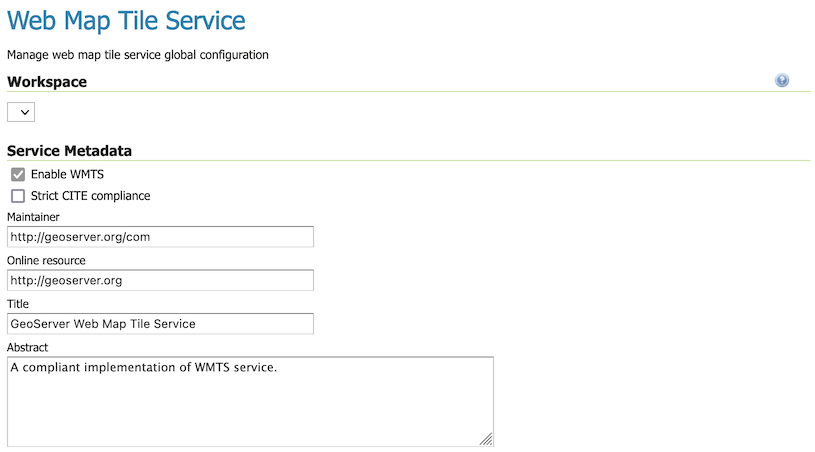 Web Map Tile Service
Manage web map tile service global configuration
Workspace
Service Metadata
Enable WMTS
Strict CITE compliance
Maintainer
http://geoserver.org/com
Online resource
http://geoserver.org
Title
GeoServer Web Map Tile Service
Abstract
A compliant implementation of WMTS service.